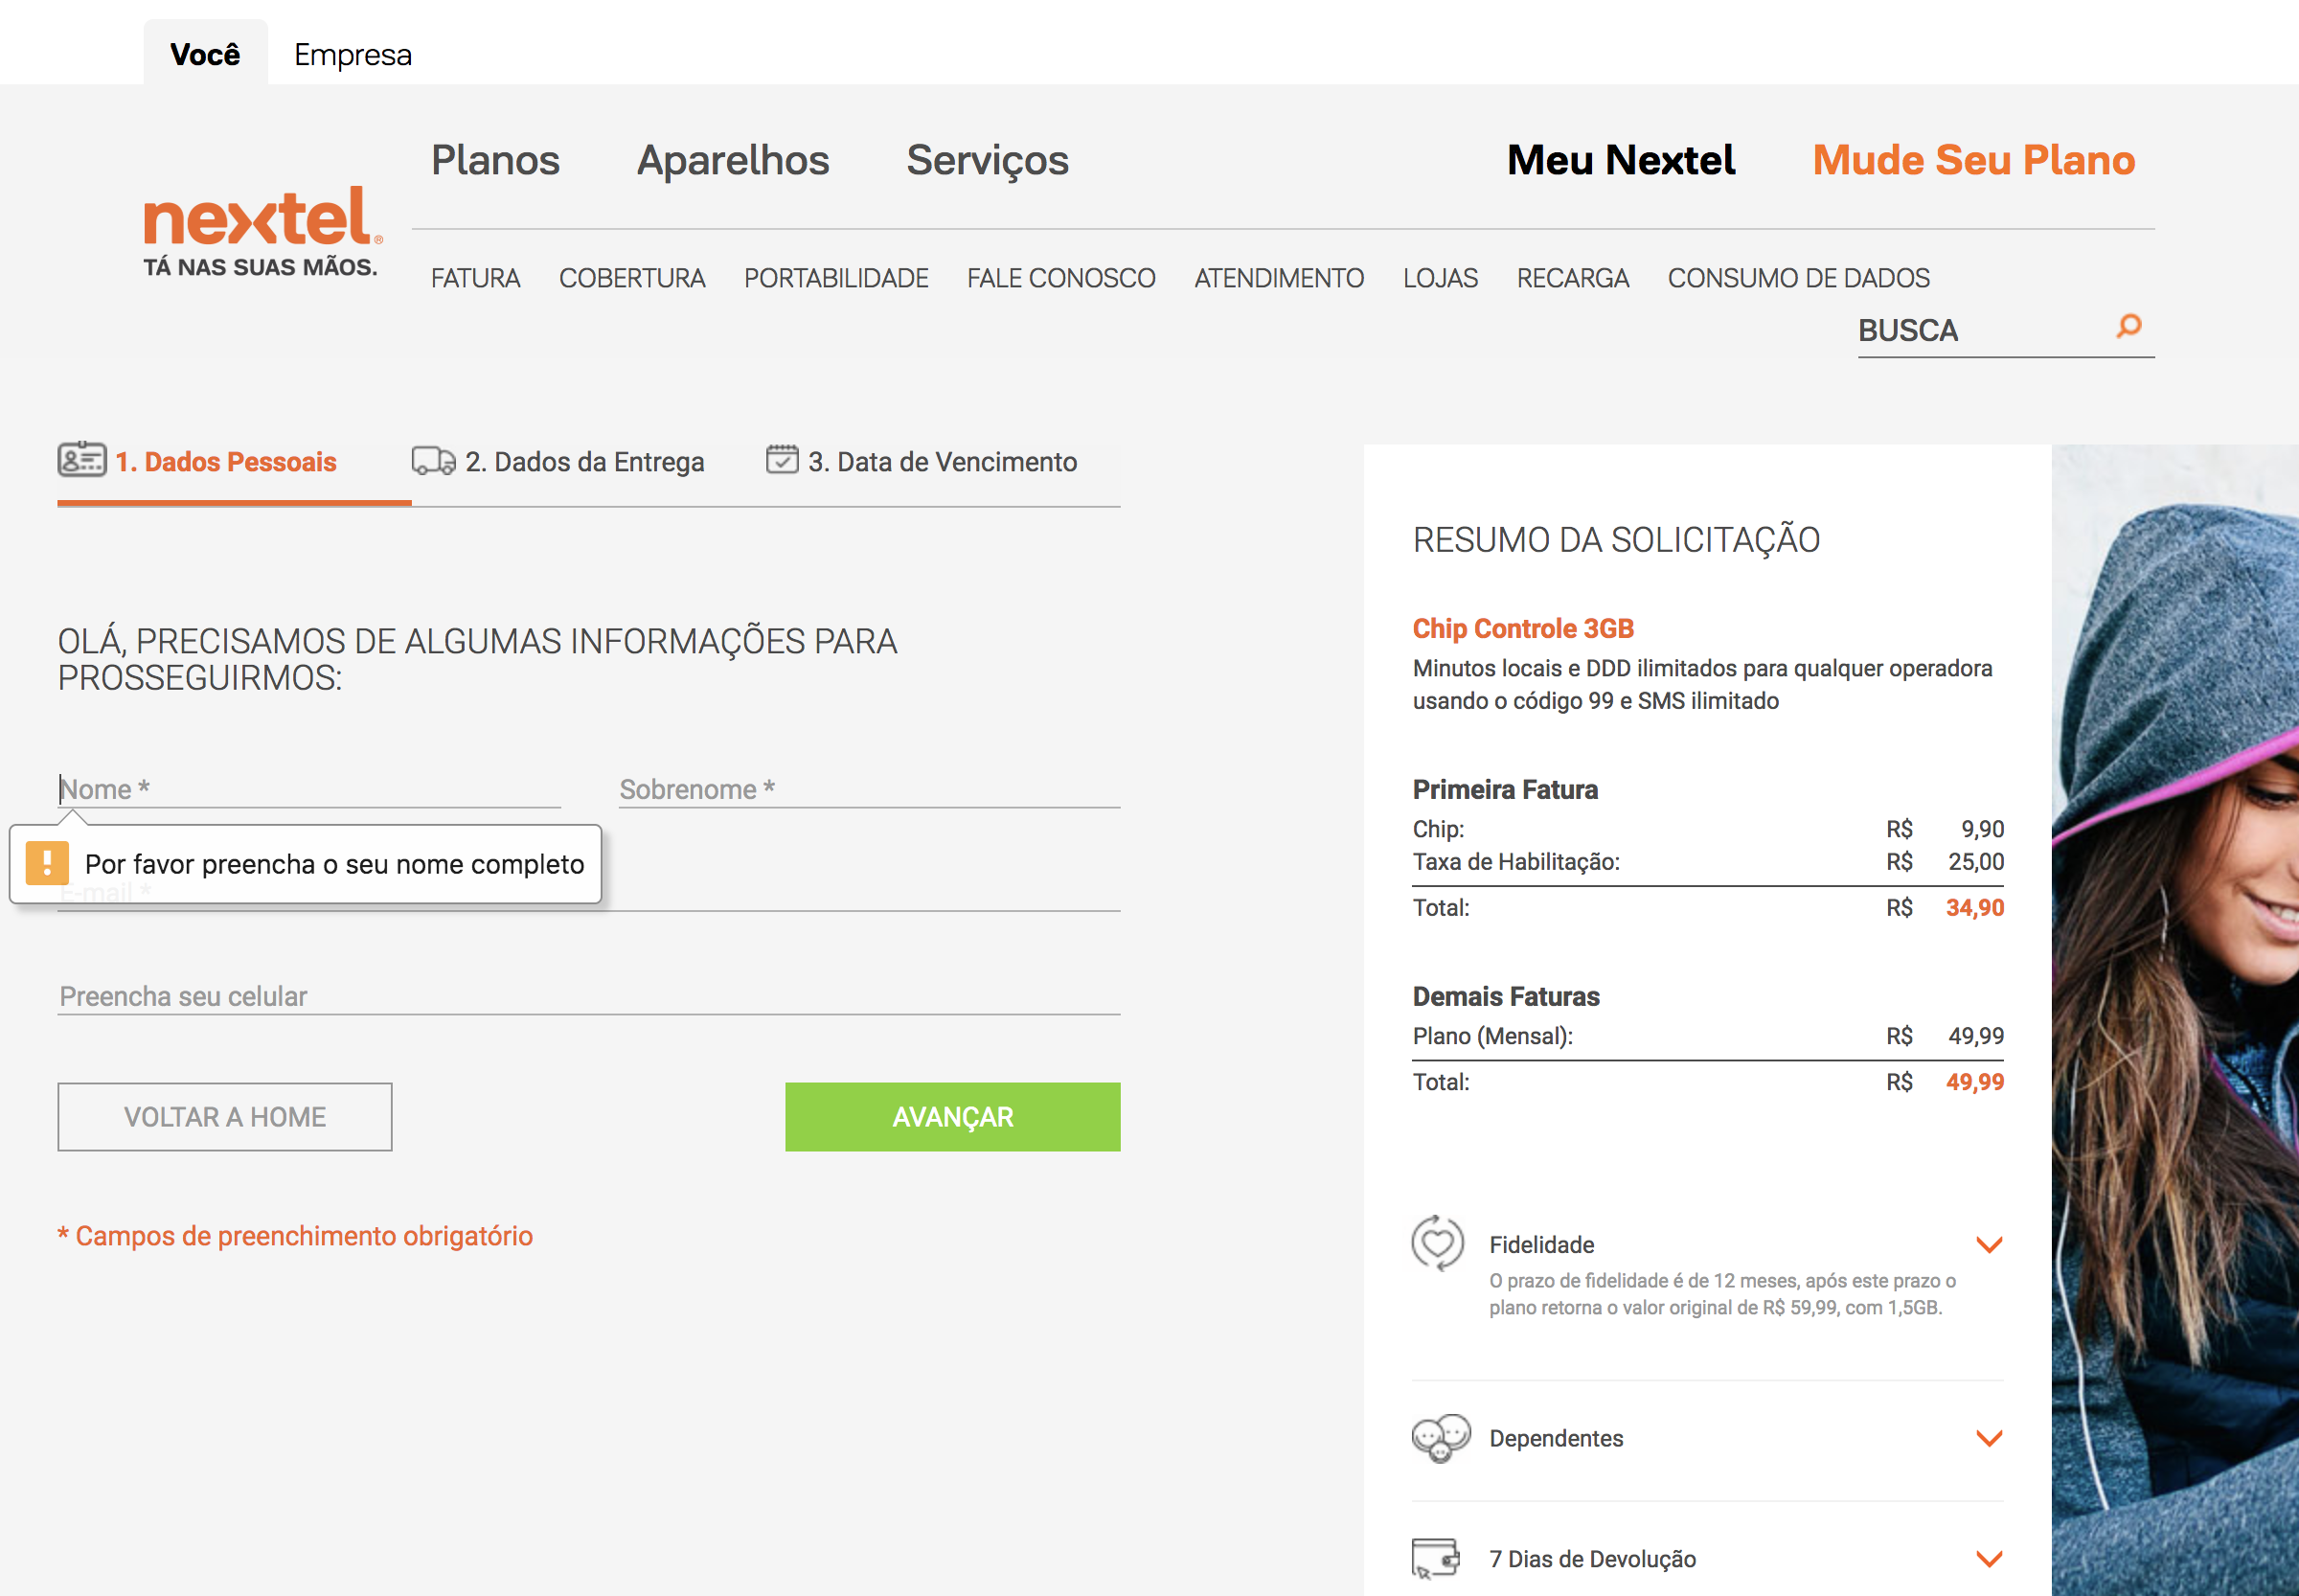 Você
Empresa
Planos
Aparelhos
Serviços
Meu Nextel
Mude Seu Plano
nextel®
TÁ NAS SUAS MÃOS.
FATURA
COBERTURA
PORTABILIDADE
FALE CONOSCO
ATENDIMENTO
LOJAS
RECARGA
CONSUMO DE DADOS
BUSCA
1. Dados Pessoais
2. Dados da Entrega
3. Data de Vencimento
OLÁ, PRECISAMOS DE ALGUMAS INFORMAÇÕES PARA
PROSSEGUIRMOS:
Nome *
Sobrenome *
Por favor preencha o seu nome completo
E-mail *
Preencha seu celular
VOLTAR A HOME
AVANÇAR
* Campos de preenchimento obrigatório
RESUMO DA SOLICITAÇÃO
Chip Controle 3GB
Minutos locais e DDD ilimitados para qualquer operadora
usando o código 99 e SMS ilimitado
Primeira Fatura
Chip: R$ 9,90
Taxa de Habilitação: R$ 25,00
Total: R$ 34,90
Demais Faturas
Plano (Mensal): R$ 49,99
Total: R$ 49,99
Fidelidade
O prazo de fidelidade é de 12 meses, após este prazo o
plano retorna o valor original de R$ 59,99, com 1,5GB.
Dependentes
7 Dias de Devolução